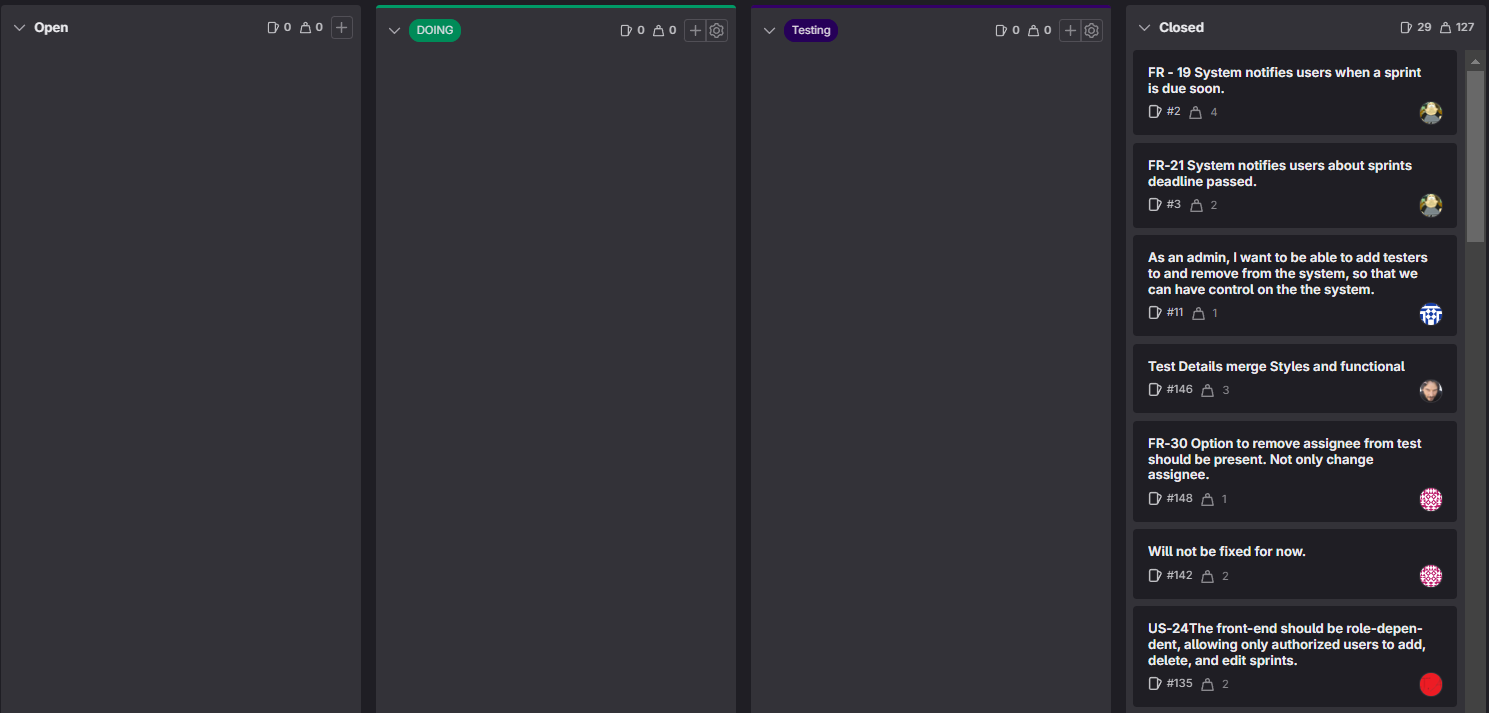 Open 0 0
DOING 0 0
Testing 0 0
Closed 29 127
FR - 19 System notifies users when a sprint
is due soon.
#2 4
FR-21 System notifies users about sprints
deadline passed.
#3 2
As an admin, I want to be able to add testers
to and remove from the system, so that we
can have control on the the system.
#11 1
Test Details merge Styles and functional
#146 3
FR-30 Option to remove assignee from test
should be present. Not only change
assignee.
#148 1
Will not be fixed for now.
#142 2
US-24The front-end should be role-depen-
dent, allowing only authorized users to add,
delete, and edit sprints.
#135 2